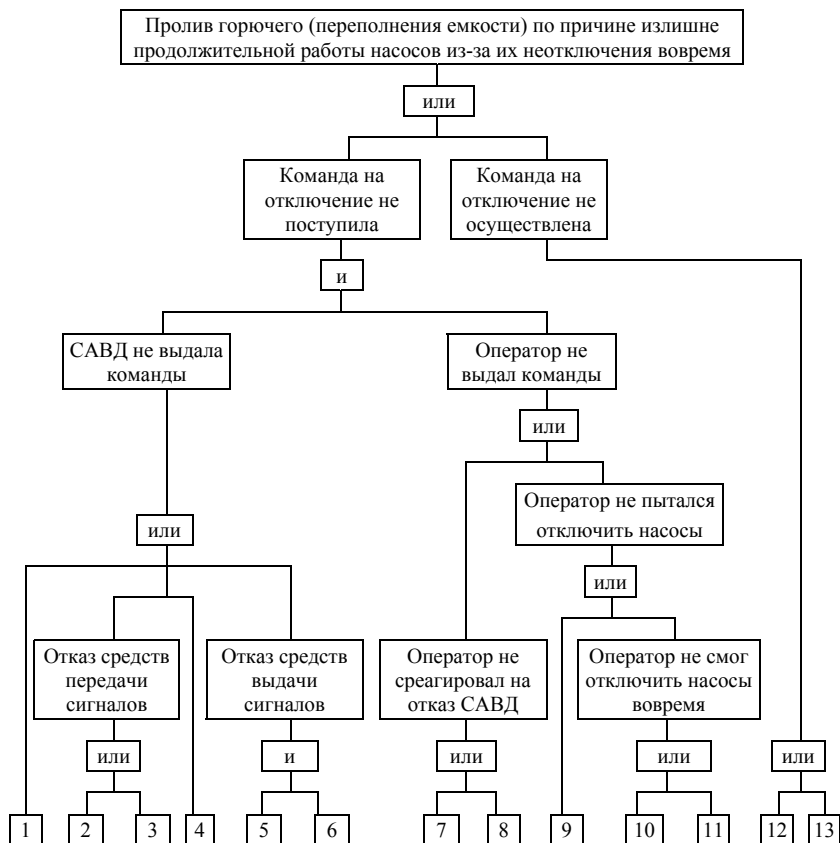 Пролив горючего (переполнения емкости) по причине излишне
продолжительной работы насосов из-за их неотключения вовремя
или
Команда на
отключение не
поступила
Команда на
отключение не
осуществлена
и
САВД не выдала
команды
Оператор не
выдал команды
или
Оператор не пытался
отключить насосы
или
или
Отказ средств
передачи
сигналов
Отказ средств
выдачи
сигналов
Оператор не
среагировал на
отказ САВД
Оператор не смог
отключить насосы
вовремя
или
и
или
или
или
1
2
3
4
5
6
7
8
9
10
11
12
13